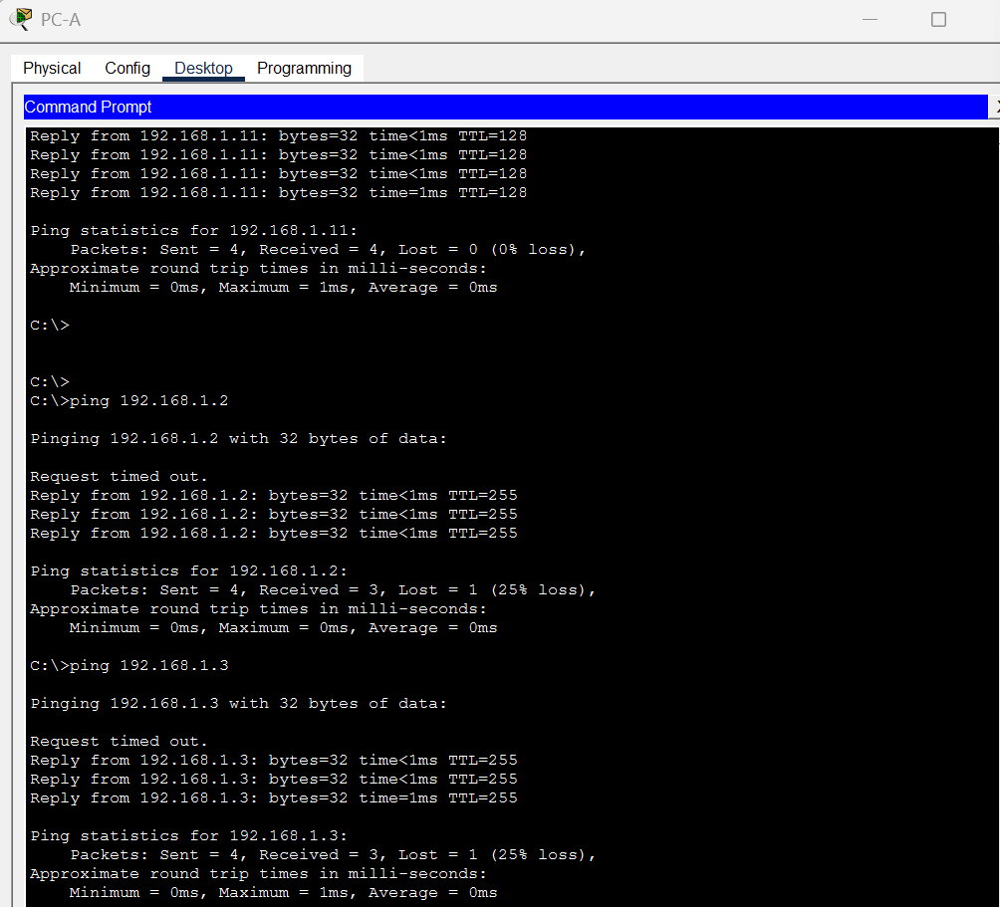 PC-A
Physical Config Desktop Programming
Command Prompt
Reply from 192.168.1.11: bytes=32 time<1ms TTL=128
Reply from 192.168.1.11: bytes=32 time<1ms TTL=128
Reply from 192.168.1.11: bytes=32 time<1ms TTL=128
Reply from 192.168.1.11: bytes=32 time=1ms TTL=128
Ping statistics for 192.168.1.11:
Packets: Sent = 4, Received = 4, Lost = 0 (0% loss),
Approximate round trip times in milli-seconds:
Minimum = 0ms, Maximum = 1ms, Average = 0ms
C:\>
C:\>
C:\>ping 192.168.1.2
Pinging 192.168.1.2 with 32 bytes of data:
Request timed out.
Reply from 192.168.1.2: bytes=32 time<1ms TTL=255
Reply from 192.168.1.2: bytes=32 time<1ms TTL=255
Reply from 192.168.1.2: bytes=32 time<1ms TTL=255
Ping statistics for 192.168.1.2:
Packets: Sent = 4, Received = 3, Lost = 1 (25% loss),
Approximate round trip times in milli-seconds:
Minimum = 0ms, Maximum = 0ms, Average = 0ms
C:\>ping 192.168.1.3
Pinging 192.168.1.3 with 32 bytes of data:
Request timed out.
Reply from 192.168.1.3: bytes=32 time<1ms TTL=255
Reply from 192.168.1.3: bytes=32 time<1ms TTL=255
Reply from 192.168.1.3: bytes=32 time=1ms TTL=255
Ping statistics for 192.168.1.3:
Packets: Sent = 4, Received = 3, Lost = 1 (25% loss),
Approximate round trip times in milli-seconds:
Minimum = 0ms, Maximum = 1ms, Average = 0ms